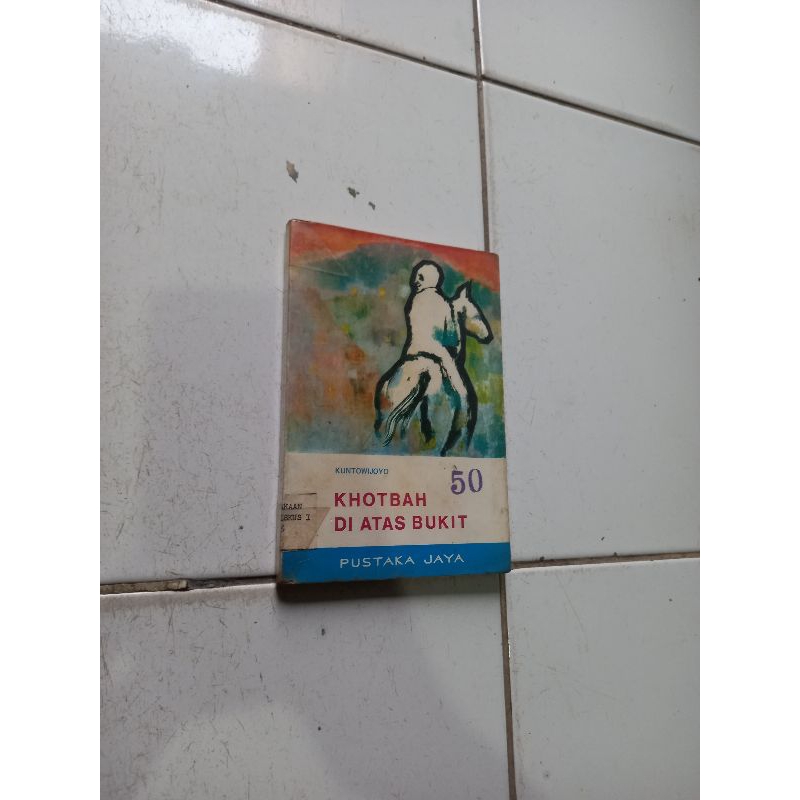 KUNTOWIJOYO
50
KHOTBAH
DI ATAS BUKIT
PUSTAKA JAYA